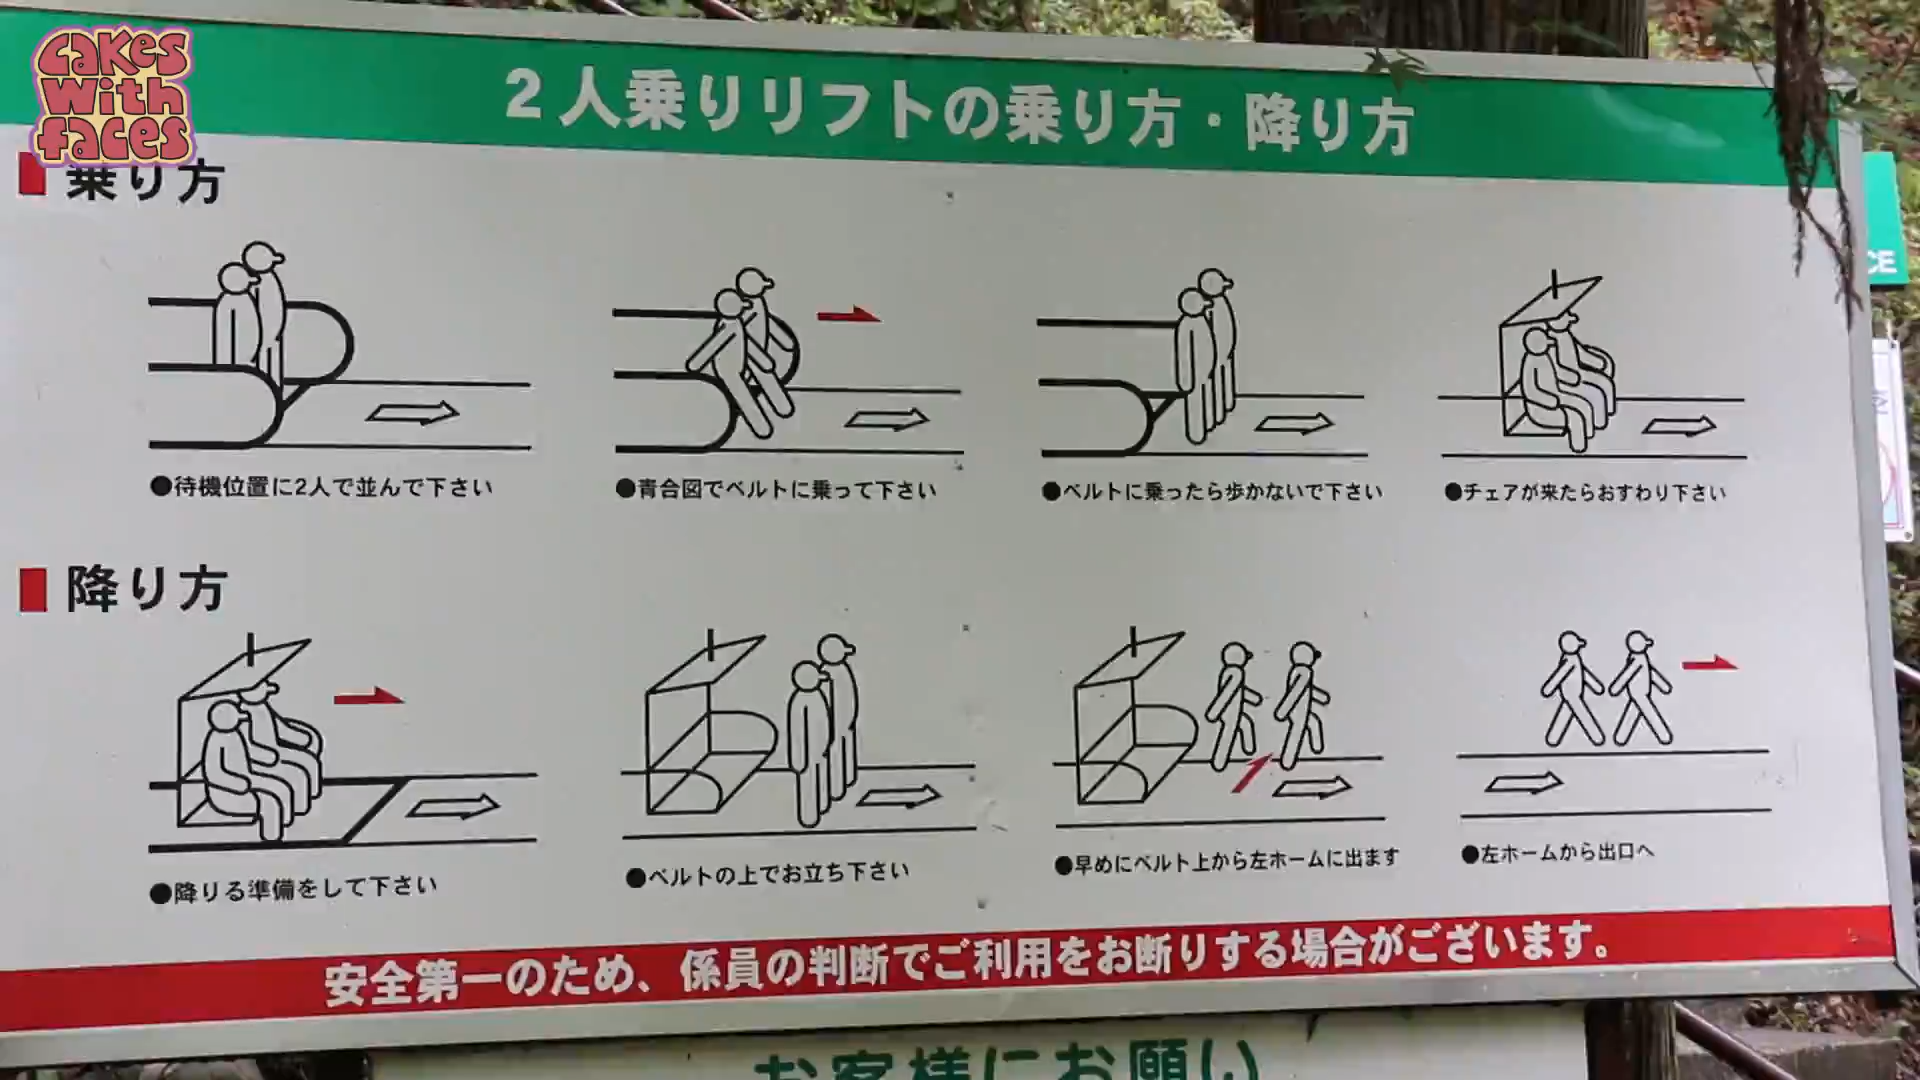 cakes
with
faces
2人乗りリフトの乗り方・降り方
乗り方
●待機位置に2人で並んで下さい
●青合図でベルトに乗って下さい
●ベルトに乗ったら歩かないで下さい
●チェアが来たらおすわり下さい
降り方
●降りる準備をして下さい
●ベルトの上でお立ち下さい
●早めにベルト上から左ホームに出ます
●左ホームから出口へ
安全第一のため、係員の判断でご利用をお断りする場合がございます。
お客様にお願い
CE